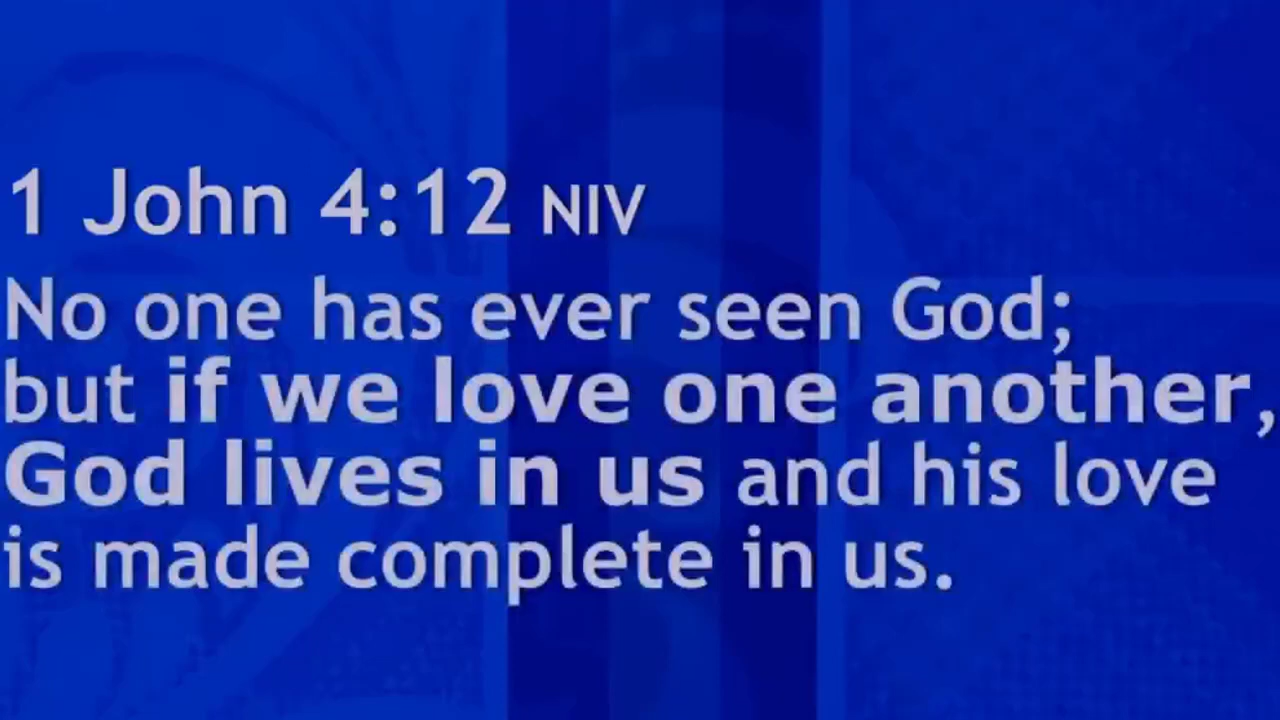 1 John 4:12 NIV
No one has ever seen God;
but if we love one another,
God lives in us and his love
is made complete in us.